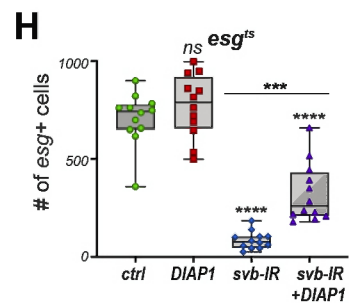 H
ns esgts
1000
***
****
# of esg+ cells
500
****
0
ctrl DIAP1 svb-IR svb-IR
+DIAP1